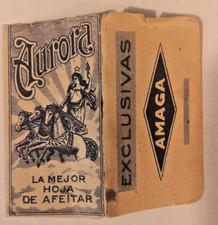 Aurora
LA MEJOR
HOJA
DE AFEITAR
EXCLUSIVAS
AMAGA